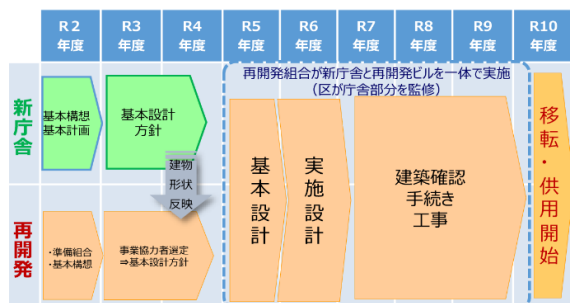 R2 年度
R3 年度
R4 年度
R5 年度
R6 年度
R7 年度
R8 年度
R9 年度
R10 年度
再開発組合が新庁舎と再開発ビルを一体で実施
（区が庁舎部分を監修）
新庁舎
基本構想
基本計画
基本設計
方針
建物
形状
反映
基本設計
実施設計
建築確認
手続き
工事
移転・供用開始
再開発
・準備組合
・基本構想
事業協力者選定
⇒基本設計方針